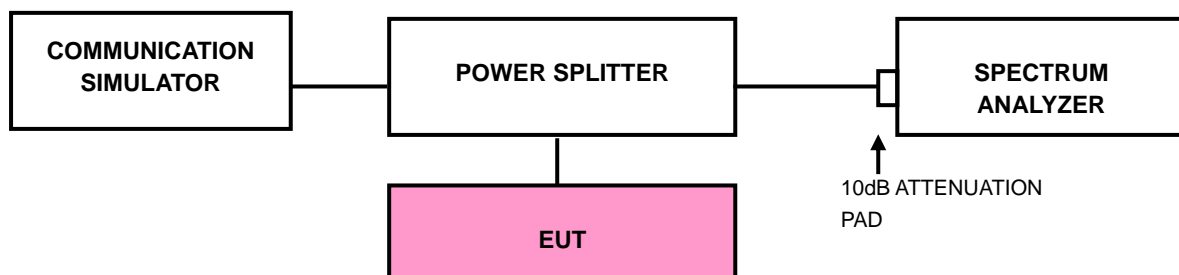 COMMUNICATION
SIMULATOR
POWER SPLITTER
SPECTRUM
ANALYZER
10dB ATTENUATION
PAD
EUT